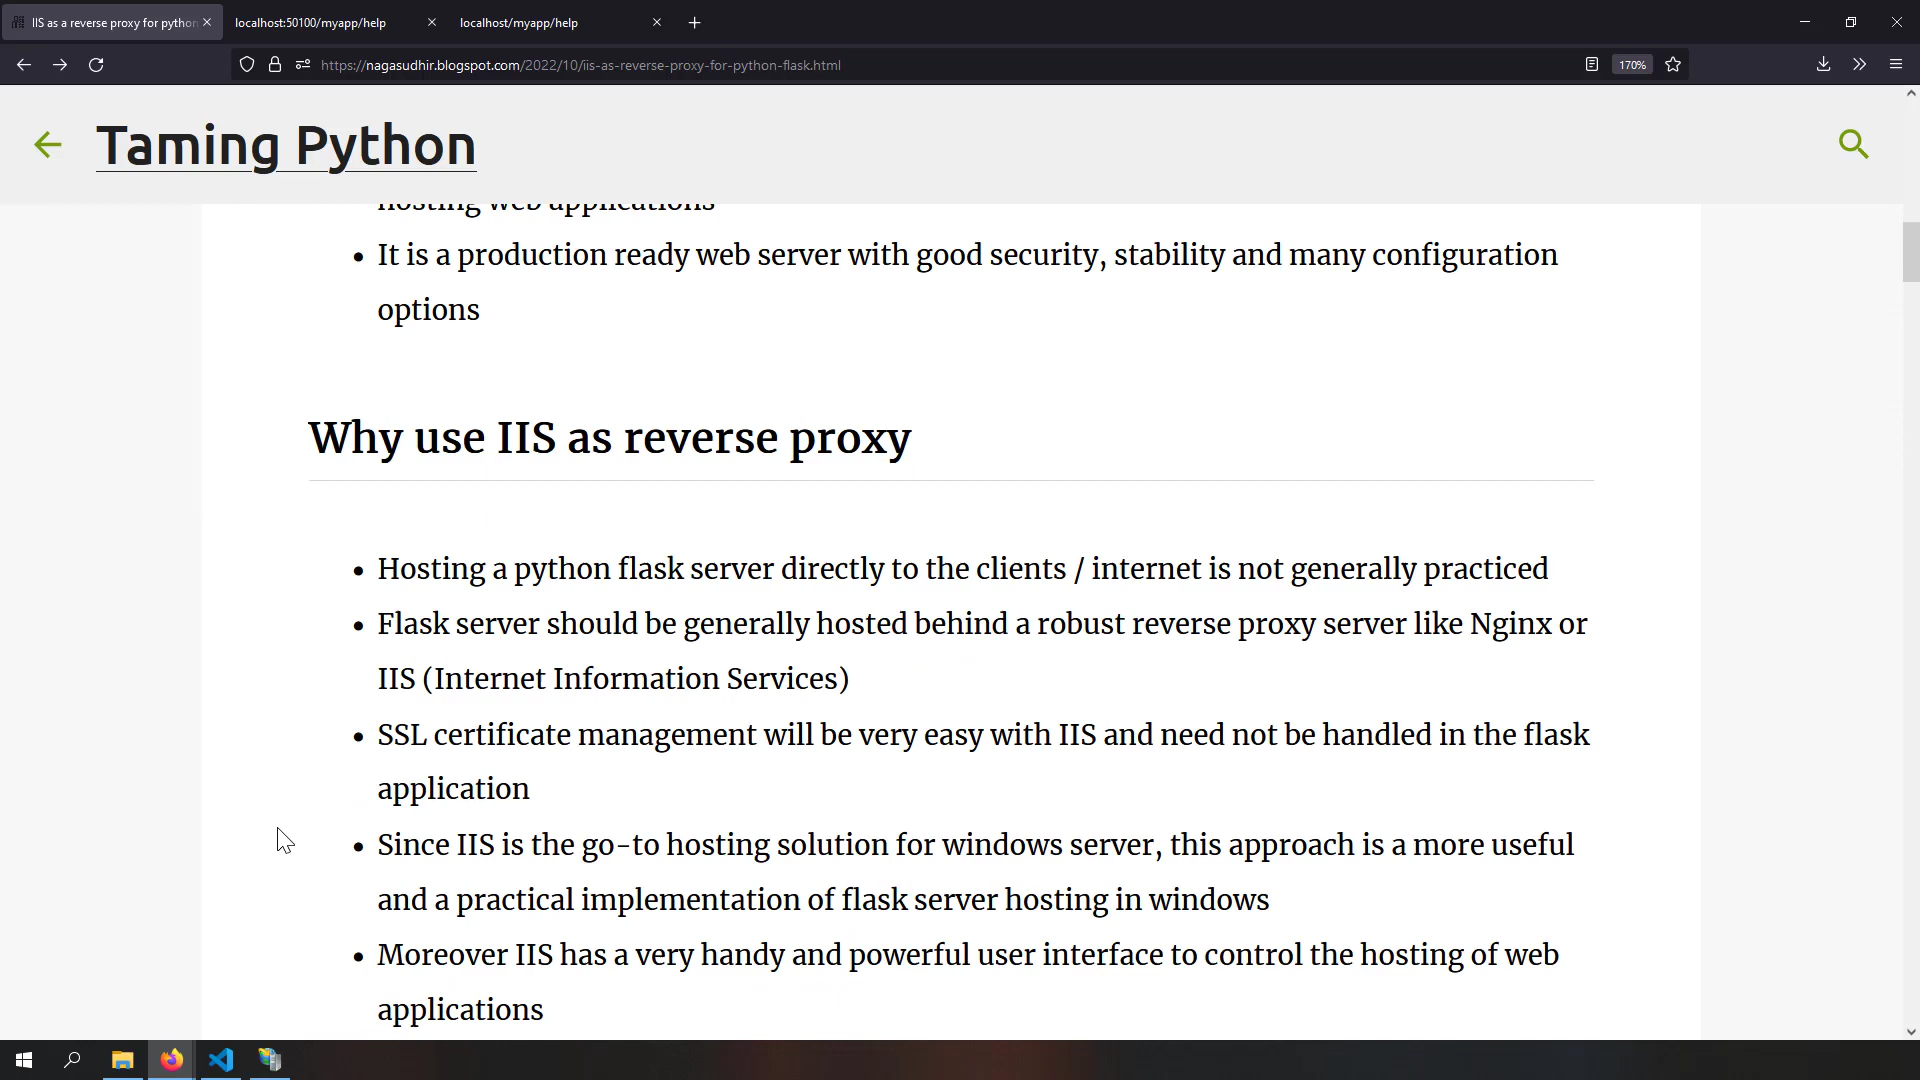 IIS as a reverse proxy for python
localhost:50100/myapp/help
localhost/myapp/help
https://nagasudhir.blogspot.com/2022/10/iis-as-reverse-proxy-for-python-flask.html
170%
Taming Python
hosting web applications
• It is a production ready web server with good security, stability and many configuration
options
Why use IIS as reverse proxy
• Hosting a python flask server directly to the clients / internet is not generally practiced
• Flask server should be generally hosted behind a robust reverse proxy server like Nginx or
IIS (Internet Information Services)
• SSL certificate management will be very easy with IIS and need not be handled in the flask
application
• Since IIS is the go-to hosting solution for windows server, this approach is a more useful
and a practical implementation of flask server hosting in windows
• Moreover IIS has a very handy and powerful user interface to control the hosting of web
applications